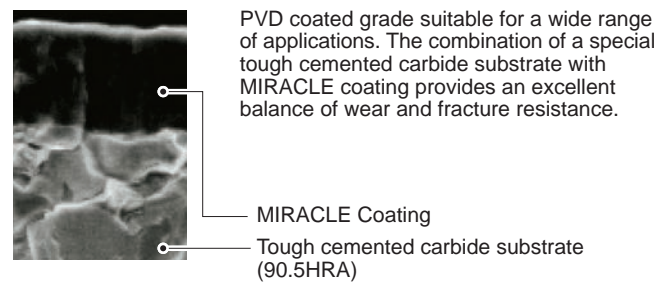 PVD coated grade suitable for a wide range
of applications. The combination of a special
tough cemented carbide substrate with
MIRACLE coating provides an excellent
balance of wear and fracture resistance.
MIRACLE Coating
Tough cemented carbide substrate
(90.5HRA)